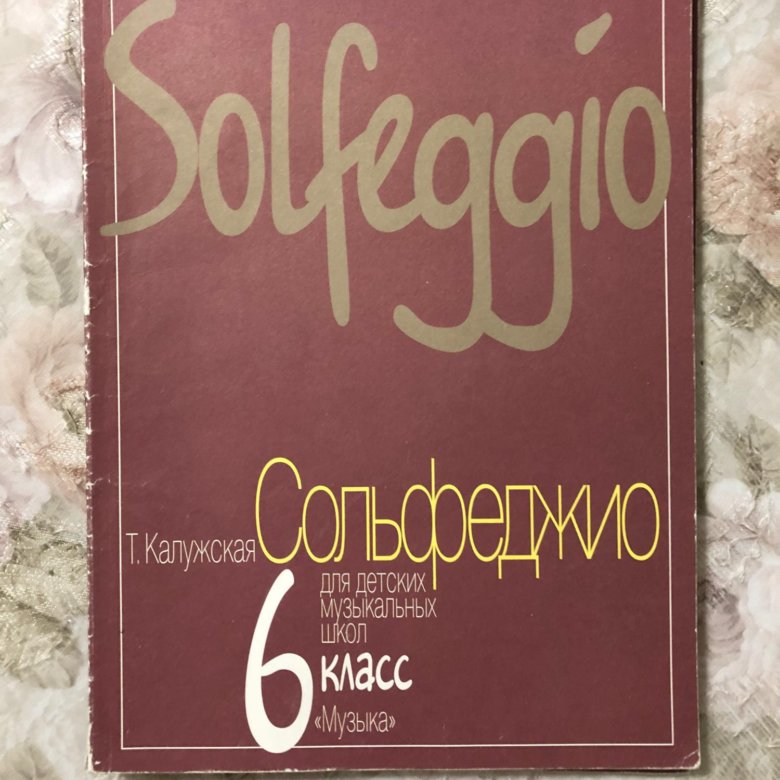 Solfeggio
Т. Калужская Сольфеджио
для детских
музыкальных
школ
6 класс
«Музыка»